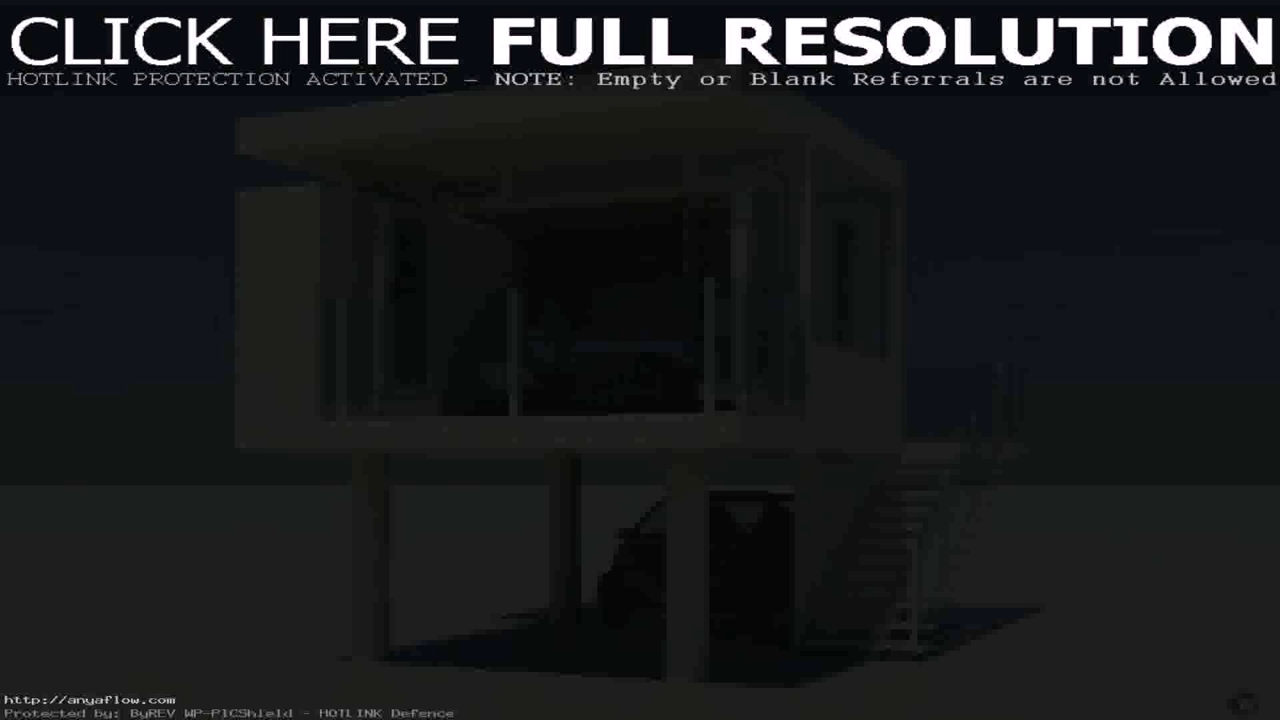 CLICK HERE FULL RESOLUTION
HOTLINK PROTECTION ACTIVATED - NOTE: Empty or Blank Referrals are not Allowed
http://anyaflow.com
Protected by: ByREV WP-PICShield - HOTLINK Defence